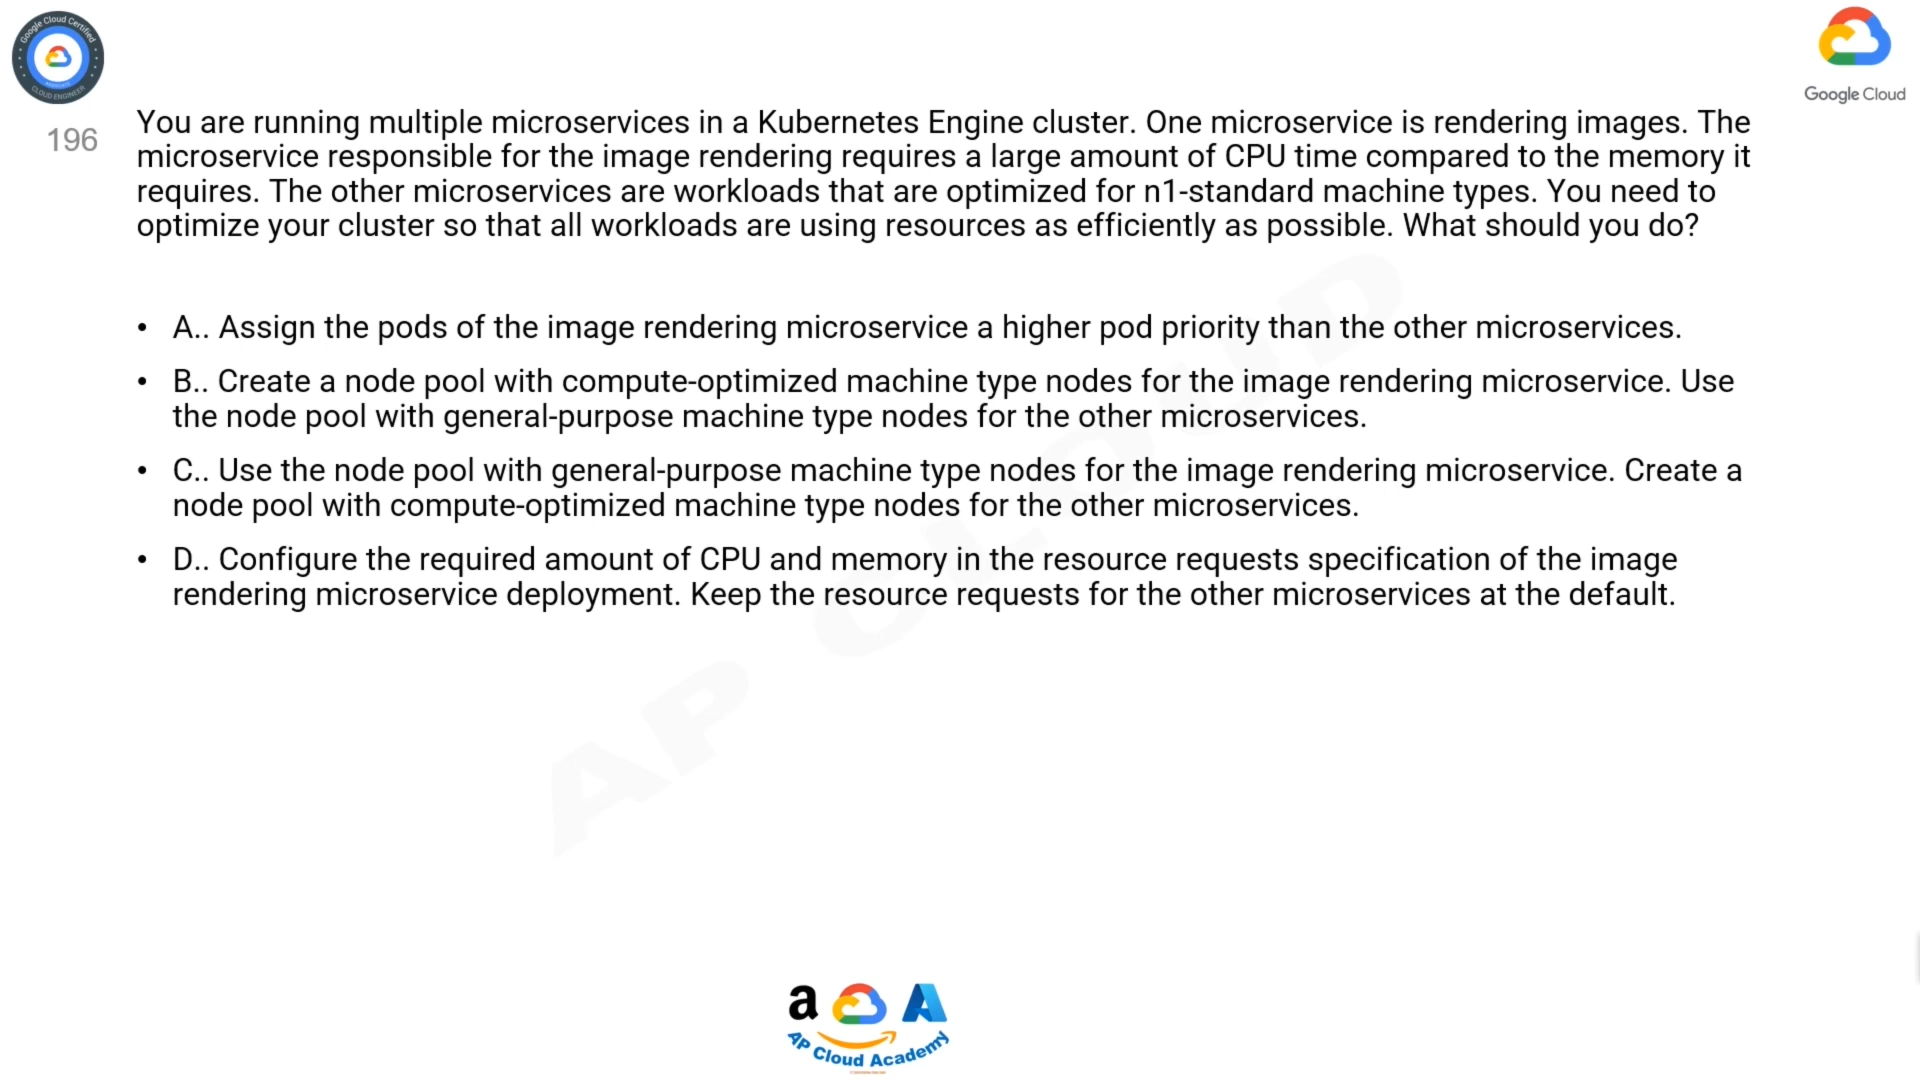 Google Cloud Certified
ASSOCIATE
CLOUD ENGINEER
Google Cloud
196
You are running multiple microservices in a Kubernetes Engine cluster. One microservice is rendering images. The
microservice responsible for the image rendering requires a large amount of CPU time compared to the memory it
requires. The other microservices are workloads that are optimized for n1-standard machine types. You need to
optimize your cluster so that all workloads are using resources as efficiently as possible. What should you do?
• A.. Assign the pods of the image rendering microservice a higher pod priority than the other microservices.
• B.. Create a node pool with compute-optimized machine type nodes for the image rendering microservice. Use
the node pool with general-purpose machine type nodes for the other microservices.
• C.. Use the node pool with general-purpose machine type nodes for the image rendering microservice. Create a
node pool with compute-optimized machine type nodes for the other microservices.
• D.. Configure the required amount of CPU and memory in the resource requests specification of the image
rendering microservice deployment. Keep the resource requests for the other microservices at the default.
AP CLOUD
a
AP Cloud Academy